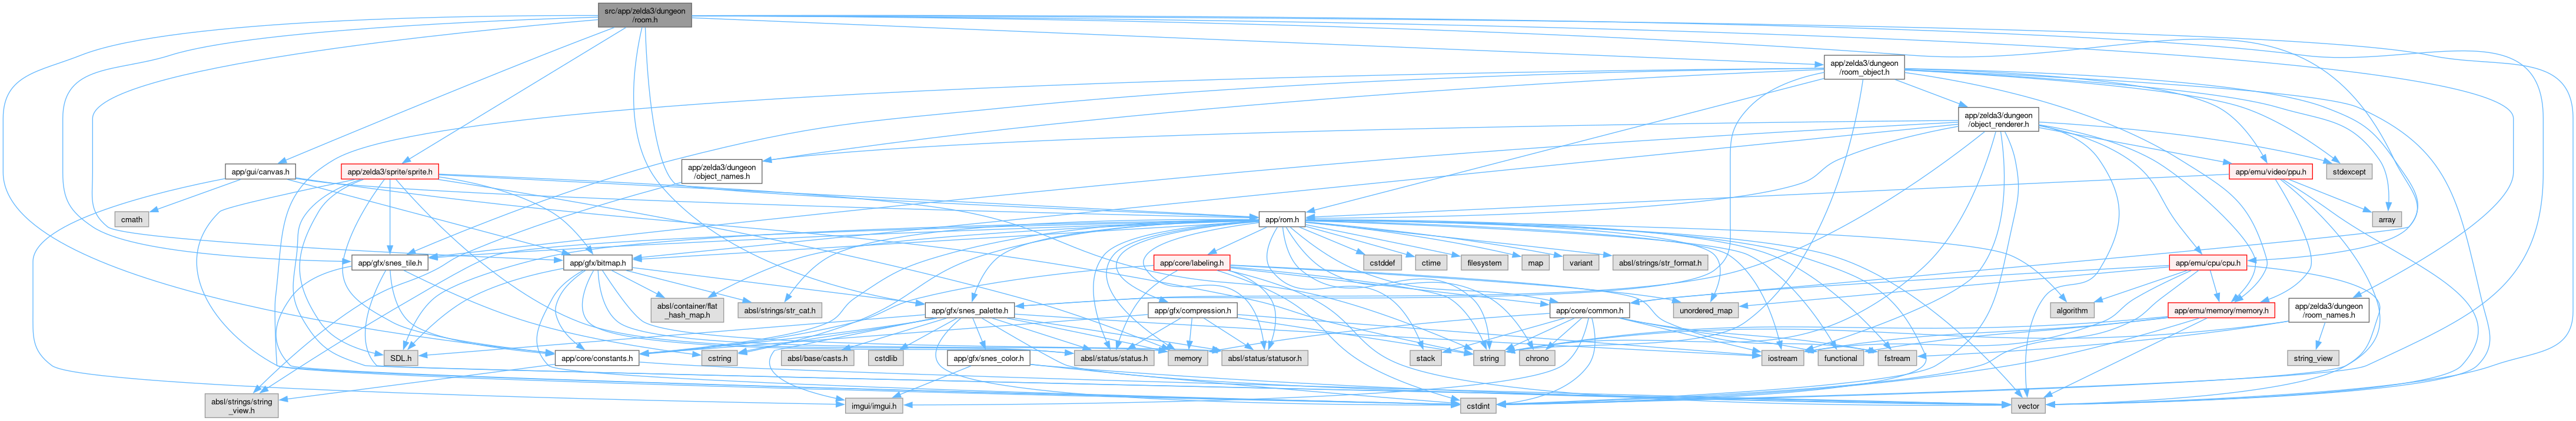 src/app/zelda3/dungeon
/room.h
app/zelda3/dungeon
/room_object.h
app/zelda3/dungeon
/object_renderer.h
app/gui/canvas.h
app/zelda3/sprite/sprite.h
app/zelda3/dungeon
/object_names.h
app/emu/video/ppu.h
stdexcept
cmath
app/rom.h
array
app/gfx/snes_tile.h
app/gfx/bitmap.h
app/core/labeling.h
cstddef
ctime
filesystem
map
variant
absl/strings/str_format.h
app/emu/cpu/cpu.h
absl/container/flat
_hash_map.h
absl/strings/str_cat.h
app/gfx/snes_palette.h
app/gfx/compression.h
app/core/common.h
unordered_map
algorithm
app/emu/memory/memory.h
app/zelda3/dungeon
/room_names.h
SDL.h
app/core/constants.h
cstring
absl/base/casts.h
cstdlib
app/gfx/snes_color.h
absl/status/status.h
memory
absl/status/statusor.h
stack
string
chrono
iostream
functional
fstream
string_view
absl/strings/string
_view.h
imgui/imgui.h
cstdint
vector